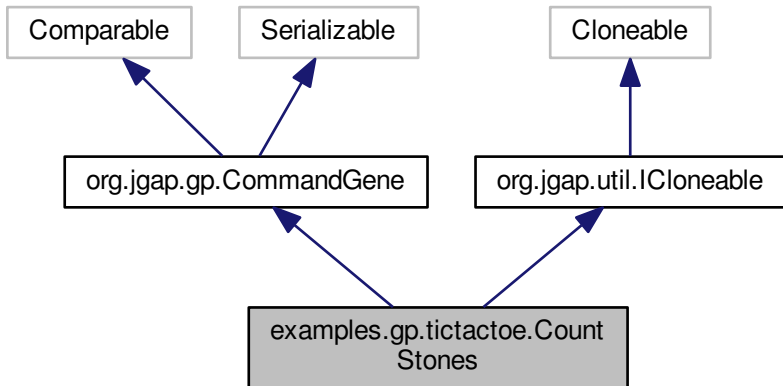 Comparable
Serializable
Cloneable
org.jgap.gp.CommandGene
org.jgap.util.ICloneable
examples.gp.tictactoe.Count
Stones